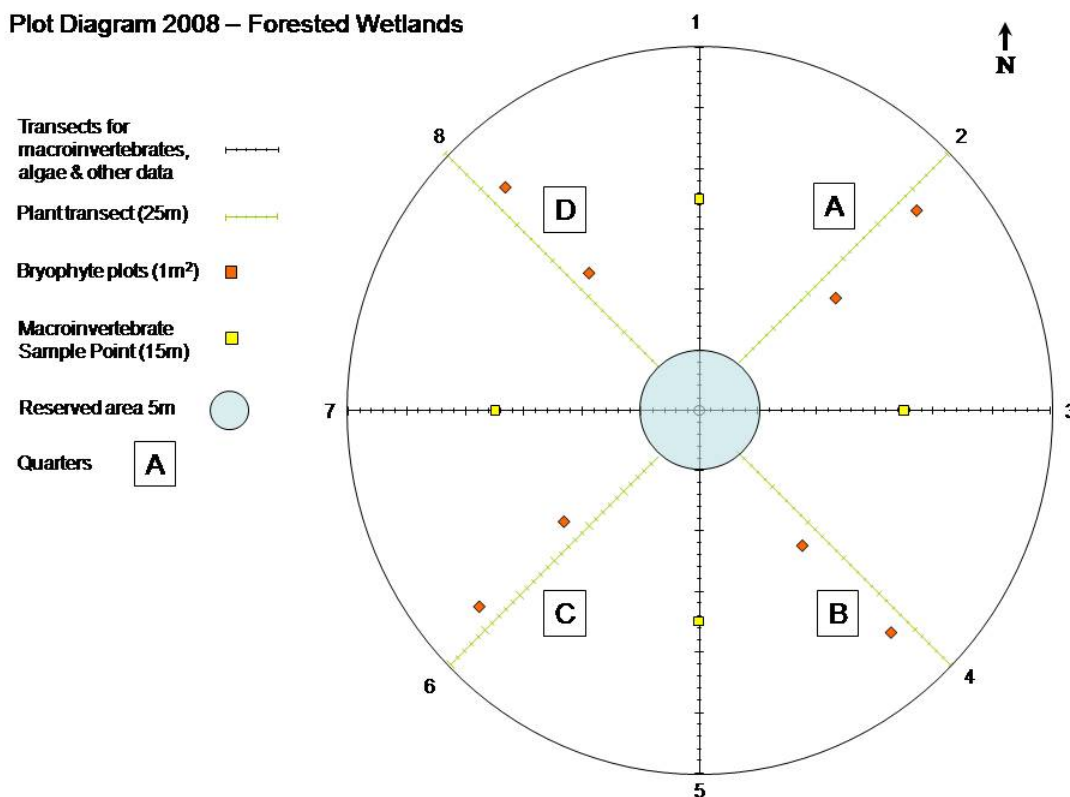 Plot Diagram 2008 – Forested Wetlands
N
Transects for
macroinvertebrates,
algae & other data
Plant transect (25m)
Bryophyte plots (1m²)
Macroinvertebrate
Sample Point (15m)
Reserved area 5m
Quarters
A
1
2
3
4
5
6
7
8
A
B
C
D